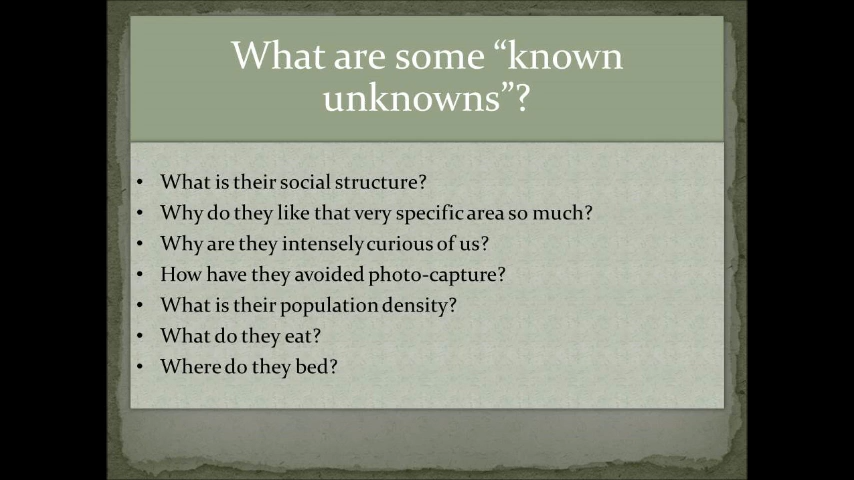 What are some “known
unknowns”?
• What is their social structure?
• Why do they like that very specific area so much?
• Why are they intensely curious of us?
• How have they avoided photo-capture?
• What is their population density?
• What do they eat?
• Where do they bed?